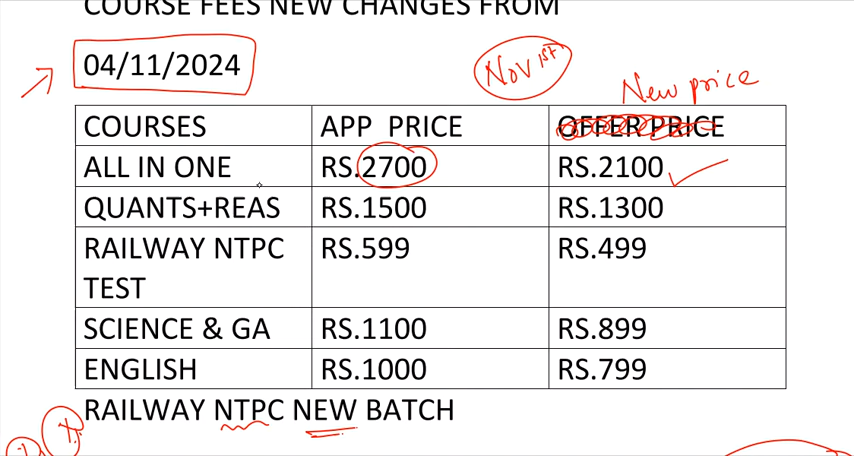 COURSE FEES NEW CHANGES FROM
04/11/2024
Nov 1st
New price
COURSES APP PRICE OFFER PRICE
ALL IN ONE RS.2700 RS.2100
QUANTS+REAS RS.1500 RS.1300
RAILWAY NTPC TEST RS.599 RS.499
SCIENCE & GA RS.1100 RS.899
ENGLISH RS.1000 RS.799
RAILWAY NTPC NEW BATCH